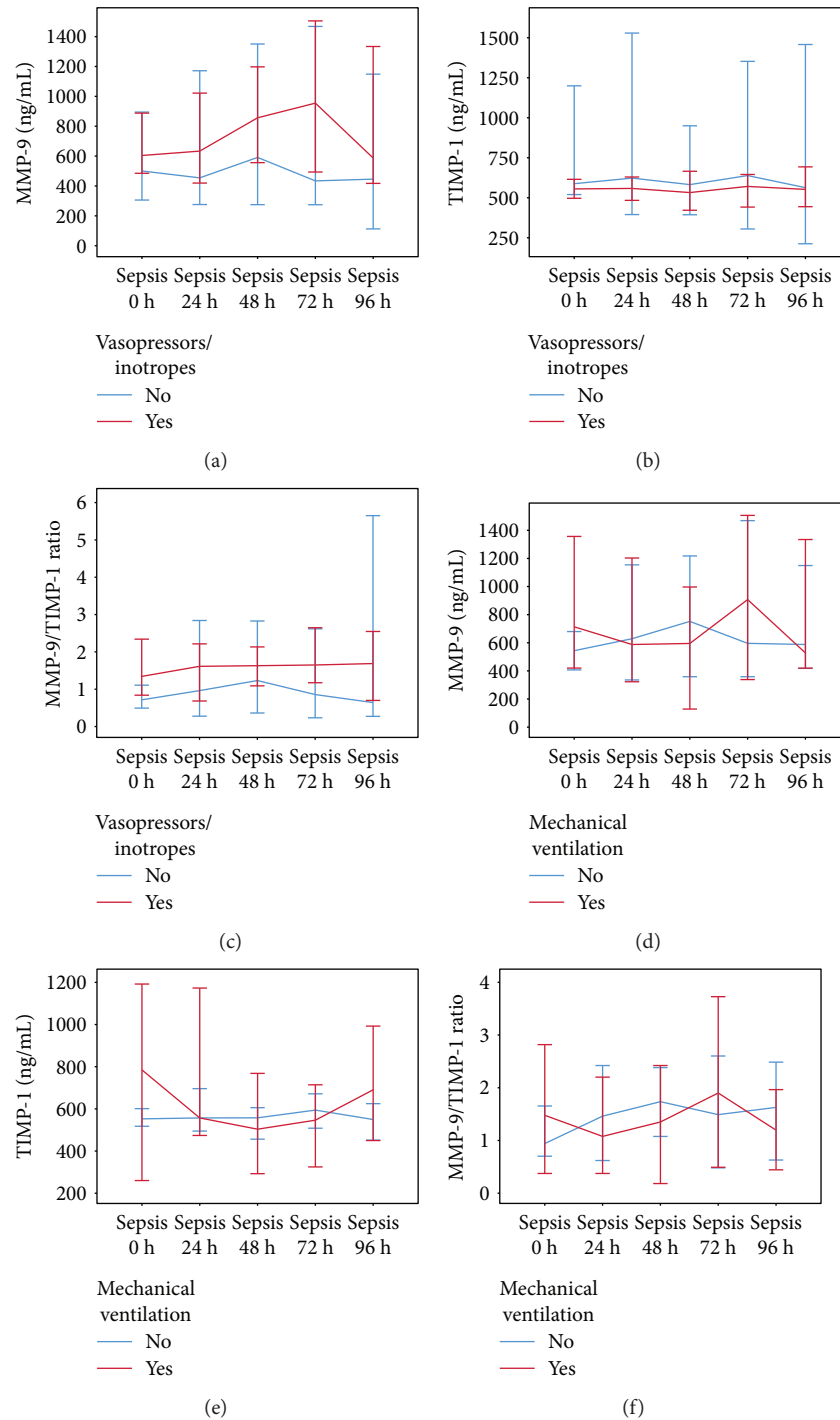 MMP-9 (ng/mL)
1400
1200
1000
800
600
400
200
0
Sepsis Sepsis Sepsis Sepsis Sepsis
0 h 24 h 48 h 72 h 96 h
Vasopressors/
inotropes
No
Yes
(a)
TIMP-1 (ng/mL)
1500
1250
1000
750
500
250
Sepsis Sepsis Sepsis Sepsis Sepsis
0 h 24 h 48 h 72 h 96 h
Vasopressors/
inotropes
No
Yes
(b)
MMP-9/TIMP-1 ratio
6
5
4
3
2
1
0
Sepsis Sepsis Sepsis Sepsis Sepsis
0 h 24 h 48 h 72 h 96 h
Vasopressors/
inotropes
No
Yes
(c)
MMP-9 (ng/mL)
1400
1200
1000
800
600
400
200
0
Sepsis Sepsis Sepsis Sepsis Sepsis
0 h 24 h 48 h 72 h 96 h
Mechanical
ventilation
No
Yes
(d)
TIMP-1 (ng/mL)
1200
1000
800
600
400
200
Sepsis Sepsis Sepsis Sepsis Sepsis
0 h 24 h 48 h 72 h 96 h
Mechanical
ventilation
No
Yes
(e)
MMP-9/TIMP-1 ratio
4
3
2
1
0
Sepsis Sepsis Sepsis Sepsis Sepsis
0 h 24 h 48 h 72 h 96 h
Mechanical
ventilation
No
Yes
(f)